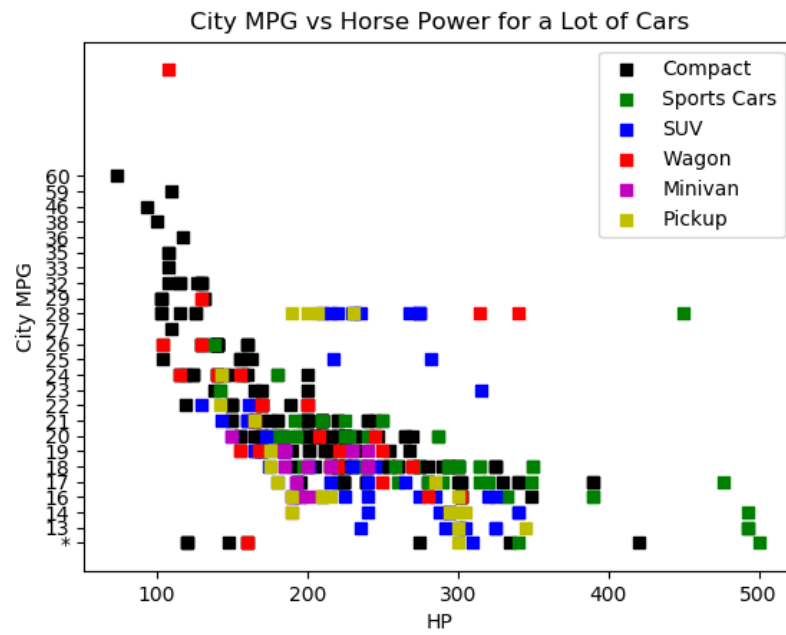 City MPG vs Horse Power for a Lot of Cars
Compact
Sports Cars
SUV
Wagon
Minivan
Pickup
City MPG
60
59
46
38
36
35
33
32
29
28
27
26
25
24
23
22
21
20
19
18
17
16
14
13
*
100 200 300 400 500
HP